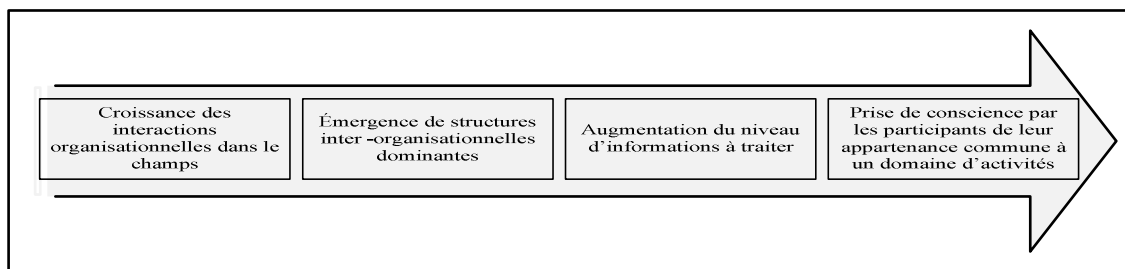 Croissance des
interactions
organisationnelles dans le
champs
Émergence de structures
inter -organisationnelles
dominantes
Augmentation du niveau
d'informations à traiter
Prise de conscience par
les participants de leur
appartenance commune à
un domaine d'activités